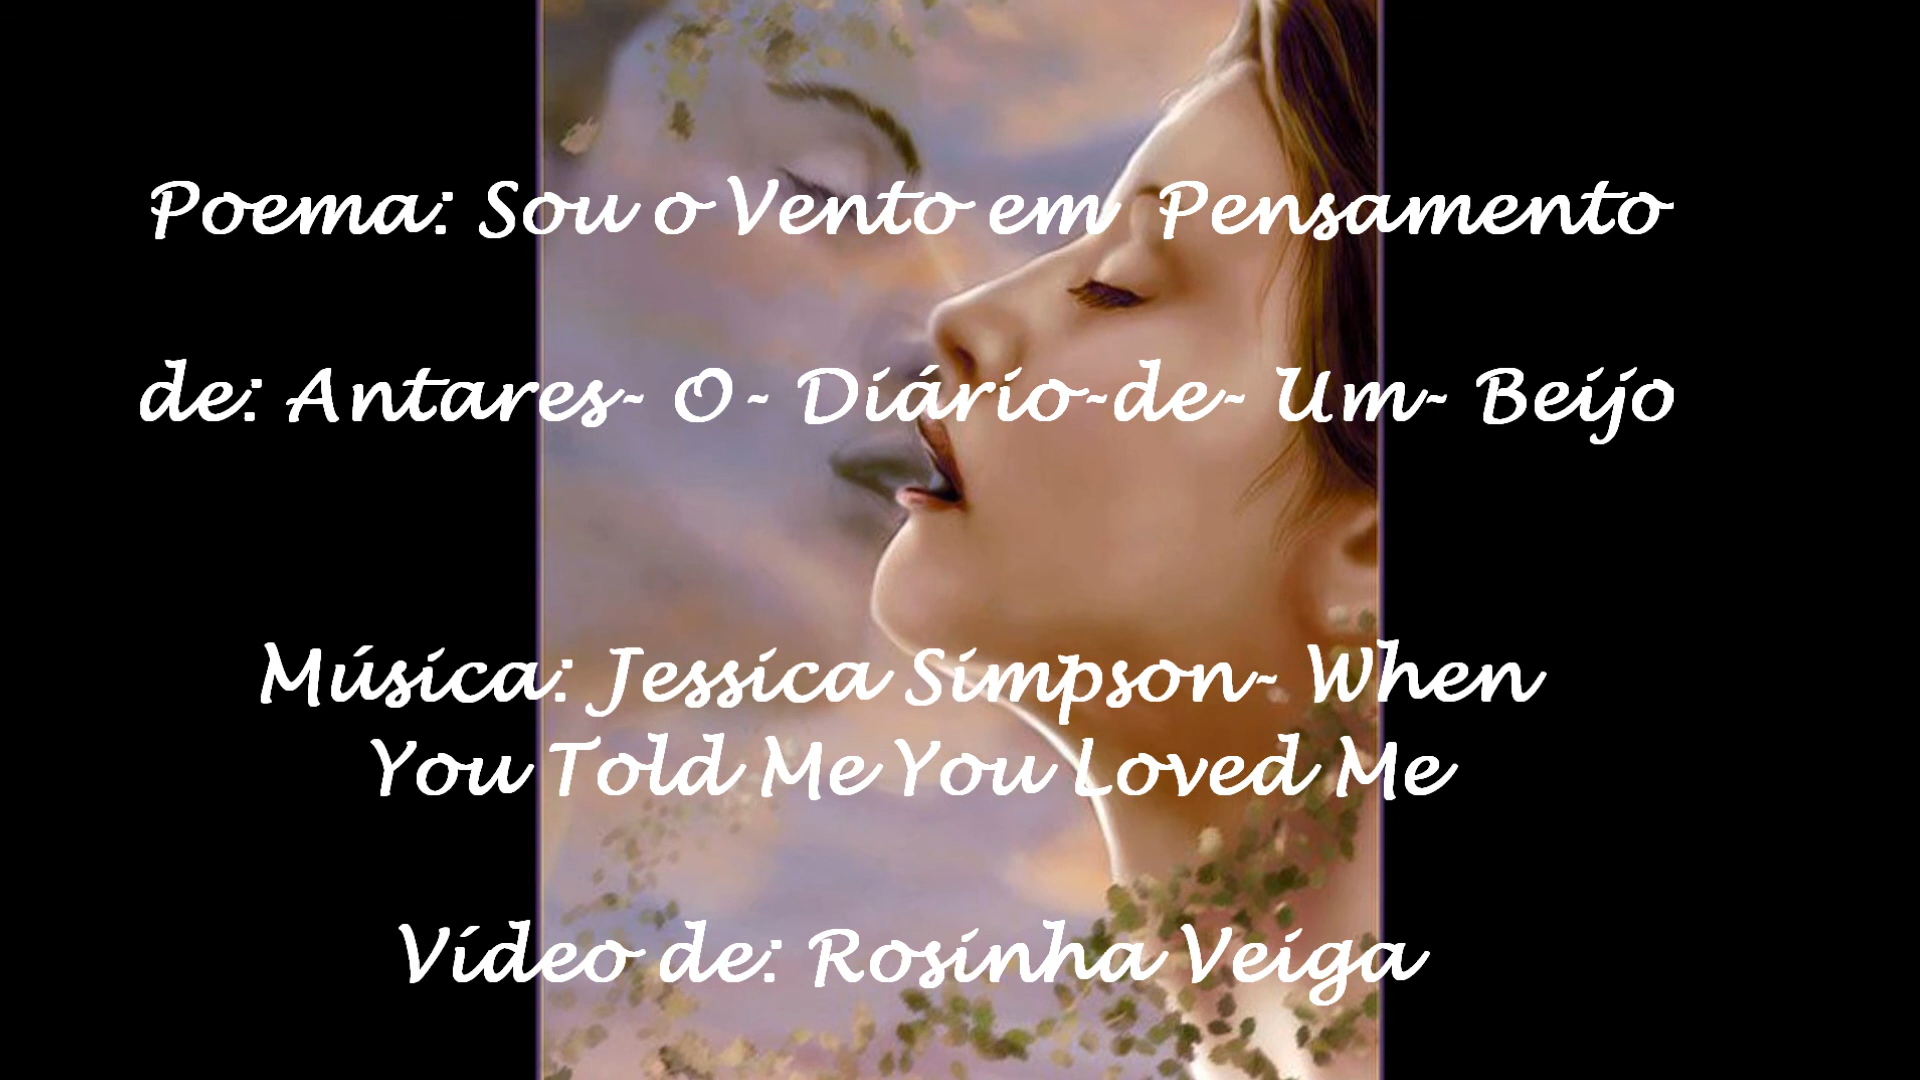 Poema: Sou o Vento em Pensamento
de: Antares- O- Diário-de- Um- Beijo
Música: Jessica Simpson- When
You Told Me You Loved Me
Vídeo de: Rosinha Veiga